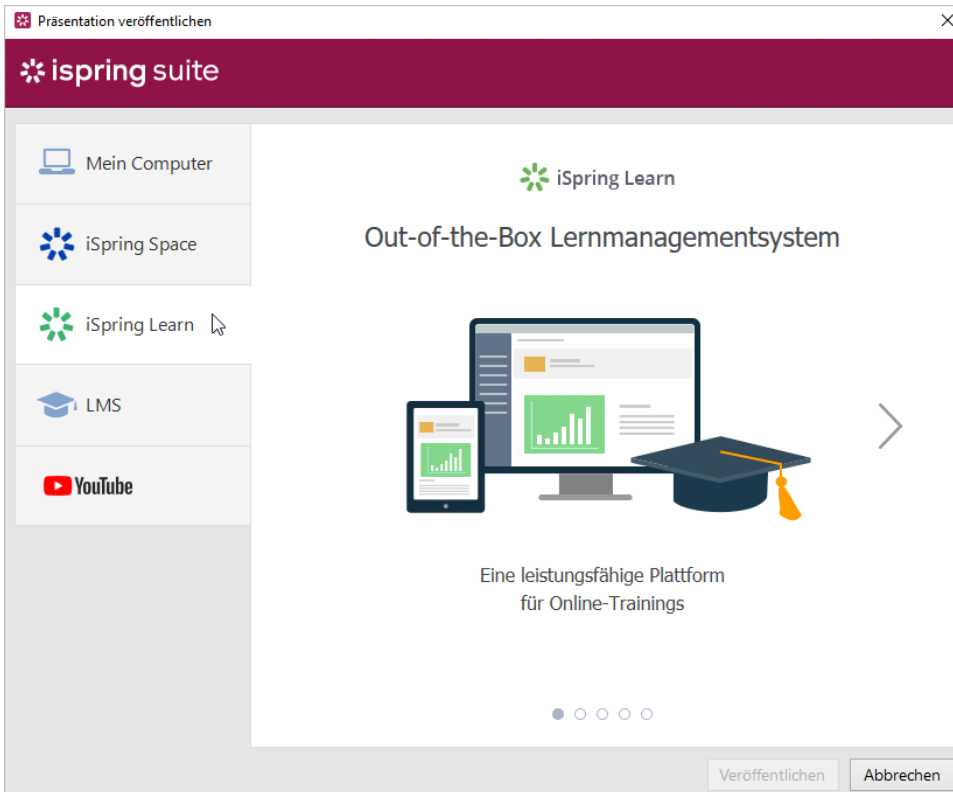 Präsentation veröffentlichen
ispring suite
Mein Computer
iSpring Space
iSpring Learn
LMS
YouTube
iSpring Learn
Out-of-the-Box Lernmanagementsystem
Eine leistungsfähige Plattform
für Online-Trainings
Veröffentlichen
Abbrechen